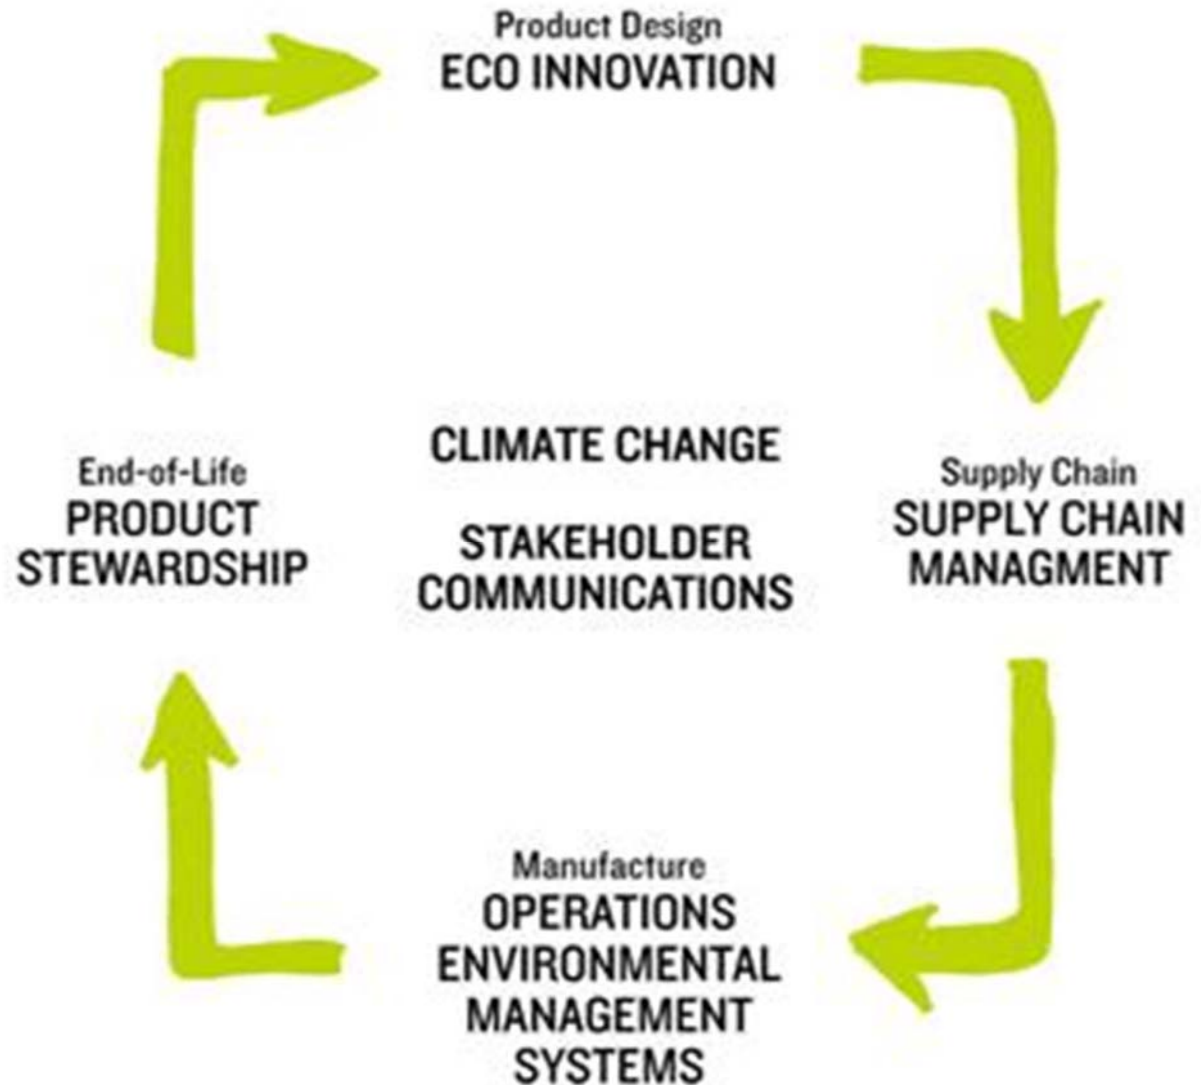 Product Design
ECO INNOVATION
End-of-Life
PRODUCT
STEWARDSHIP
CLIMATE CHANGE
STAKEHOLDER
COMMUNICATIONS
Supply Chain
SUPPLY CHAIN
MANAGMENT
Manufacture
OPERATIONS
ENVIRONMENTAL
MANAGEMENT
SYSTEMS